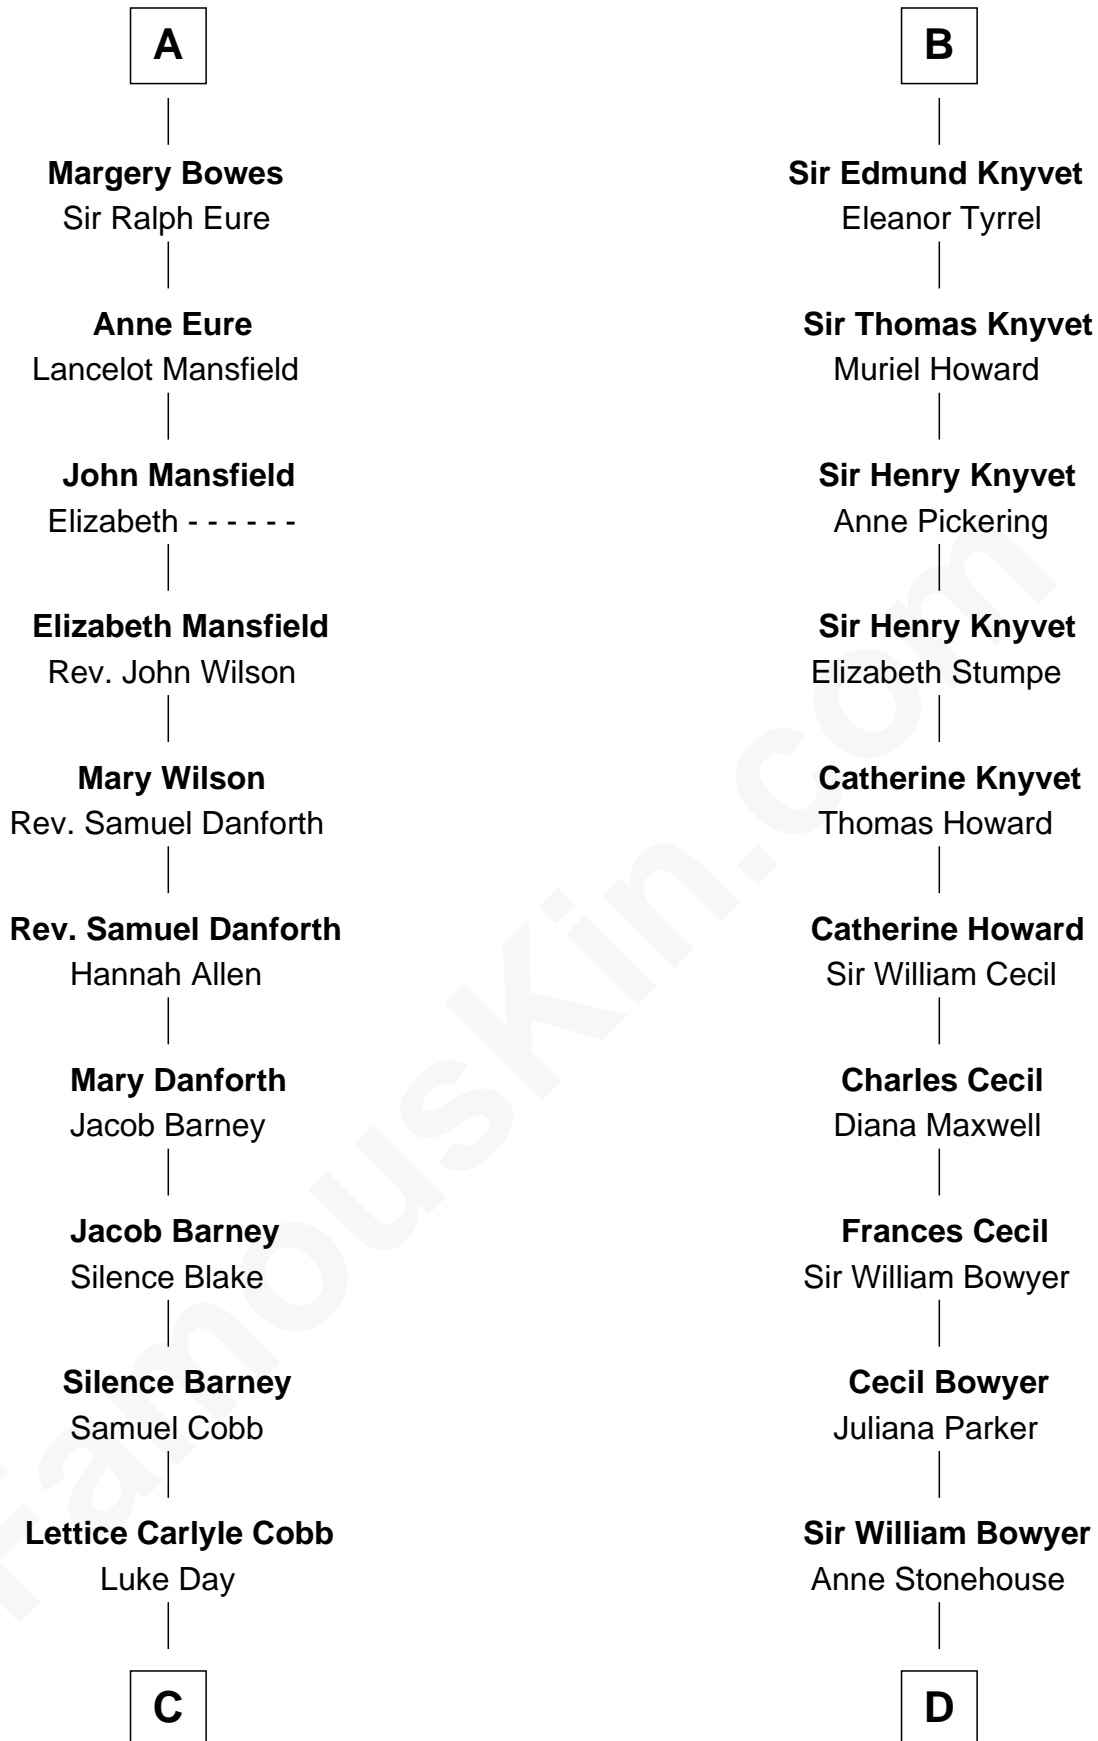 A
Margery Bowes
Sir Ralph Eure
Anne Eure
Lancelot Mansfield
John Mansfield
Elizabeth - - - - - -
Elizabeth Mansfield
Rev. John Wilson
Mary Wilson
Rev. Samuel Danforth
Rev. Samuel Danforth
Hannah Allen
Mary Danforth
Jacob Barney
Jacob Barney
Silence Blake
Silence Barney
Samuel Cobb
Lettice Carlyle Cobb
Luke Day
C
B
Sir Edmund Knyvet
Eleanor Tyrrel
Sir Thomas Knyvet
Muriel Howard
Sir Henry Knyvet
Anne Pickering
Sir Henry Knyvet
Elizabeth Stumpe
Catherine Knyvet
Thomas Howard
Catherine Howard
Sir William Cecil
Charles Cecil
Diana Maxwell
Frances Cecil
Sir William Bowyer
Cecil Bowyer
Juliana Parker
Sir William Bowyer
Anne Stonehouse
D
FamousKin.com